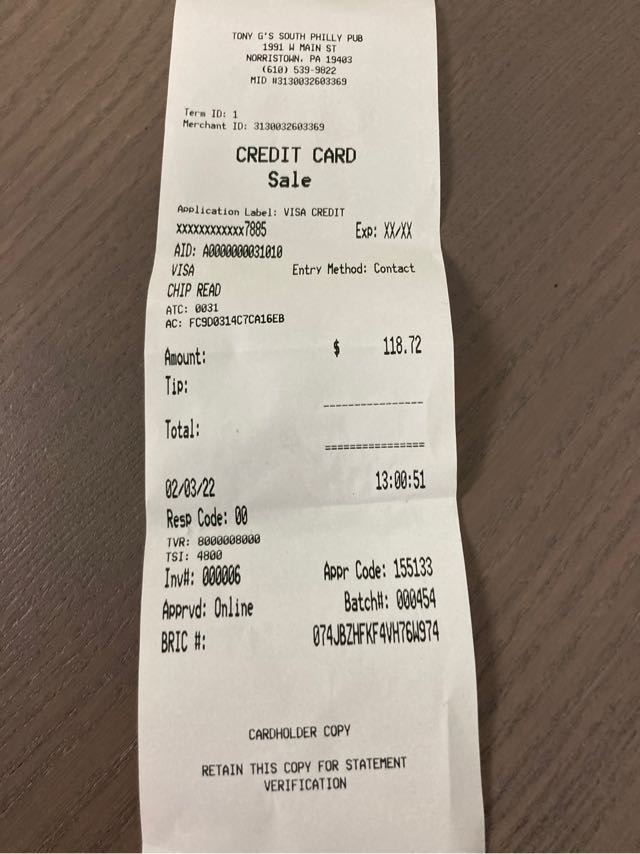 TONY G'S SOUTH PHILLY PUB
1991 W MAIN ST
NORRISTOWN, PA 19403
(610) 539-9822
MID #3130032603369
Term ID: 1
Merchant ID: 3130032603369
CREDIT CARD
Sale
Application Label: VISA CREDIT
XXXXXXXXXXXX7885 Exp: XX/XX
AID: A0000000031010
VISA Entry Method: Contact
CHIP READ
ATC: 0031
AC: FC9D0314C7CA16EB
Amount: $ 118.72
Tip:
Total:
02/03/22 13:00:51
Resp Code: 00
TVR: 8000008000
TSI: 4800
Inv#: 000006 Appr Code: 155133
Apprvd: Online Batch#: 000454
BRIC #: 074JBZHFKF4VH76W974
CARDHOLDER COPY
RETAIN THIS COPY FOR STATEMENT
VERIFICATION